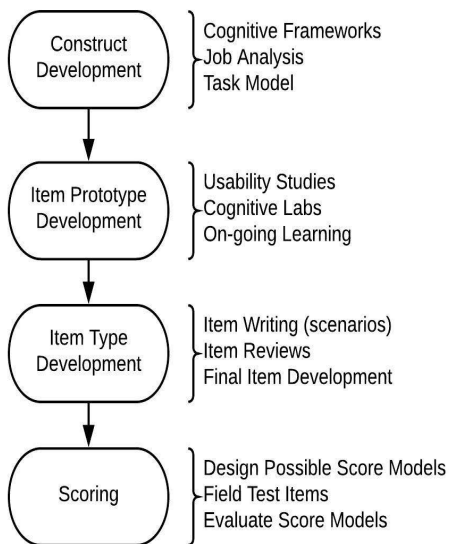 Construct
Development
Cognitive Frameworks
Job Analysis
Task Model
Item Prototype
Development
Usability Studies
Cognitive Labs
On-going Learning
Item Type
Development
Item Writing (scenarios)
Item Reviews
Final Item Development
Scoring
Design Possible Score Models
Field Test Items
Evaluate Score Models